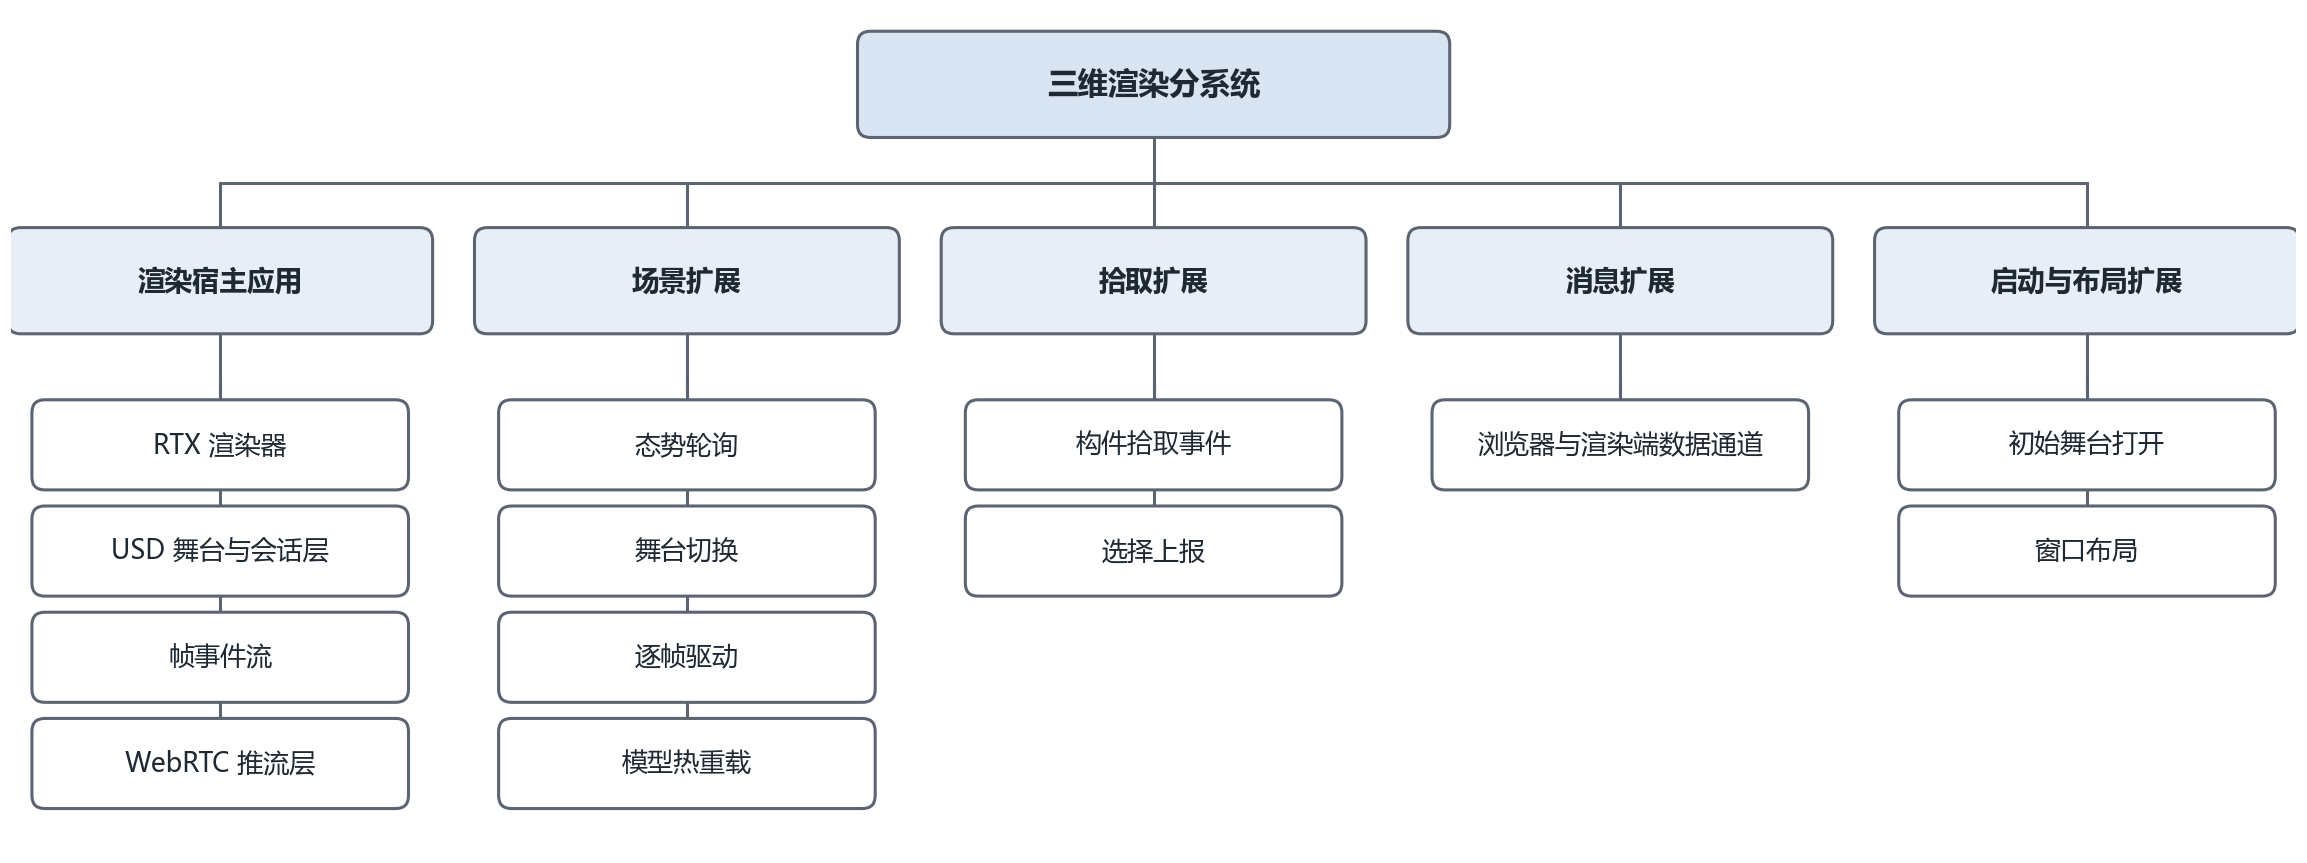 三维渲染分系统
渲染宿主应用
场景扩展
拾取扩展
消息扩展
启动与布局扩展
RTX 渲染器
态势轮询
构件拾取事件
浏览器与渲染端数据通道
初始舞台打开
USD 舞台与会话层
舞台切换
选择上报
窗口布局
帧事件流
逐帧驱动
WebRTC 推流层
模型热重载